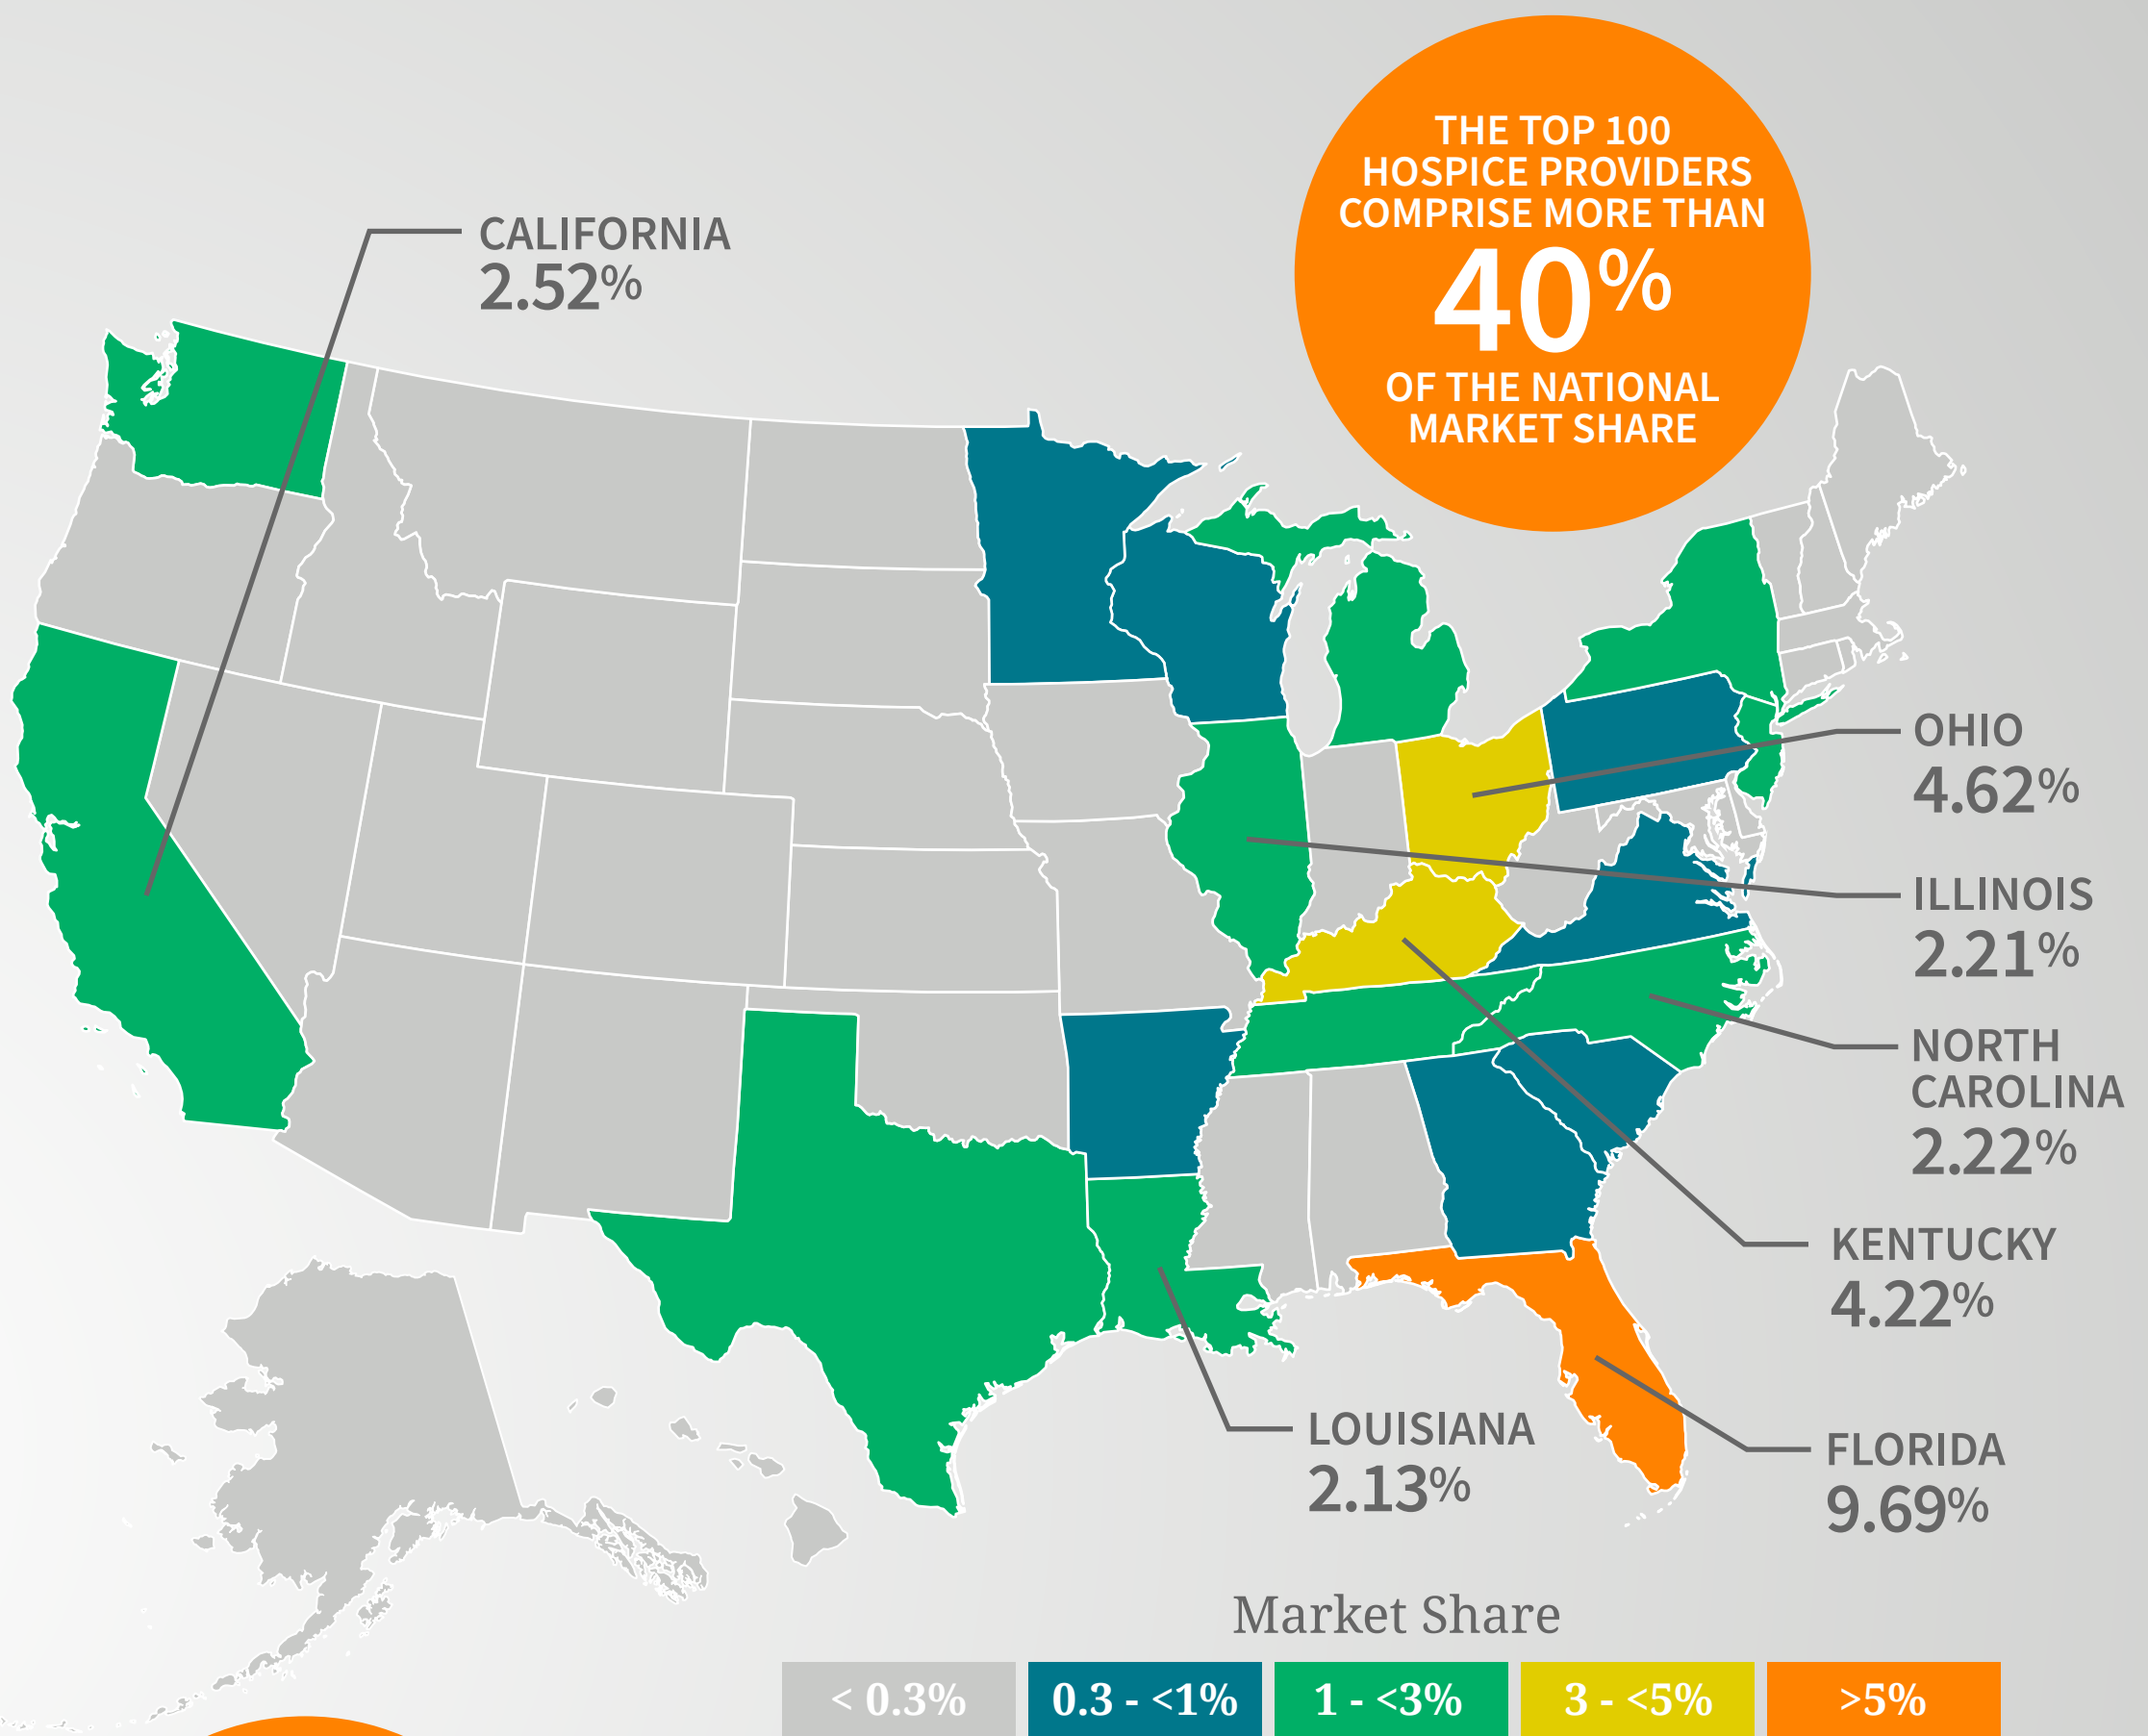 THE TOP 100
HOSPICE PROVIDERS
COMPRISE MORE THAN
40%
OF THE NATIONAL
MARKET SHARE
CALIFORNIA
2.52%
OHIO
4.62%
ILLINOIS
2.21%
NORTH
CAROLINA
2.22%
KENTUCKY
4.22%
LOUISIANA
2.13%
FLORIDA
9.69%
Market Share
< 0.3%
0.3 - <1%
1 - <3%
3 - <5%
>5%